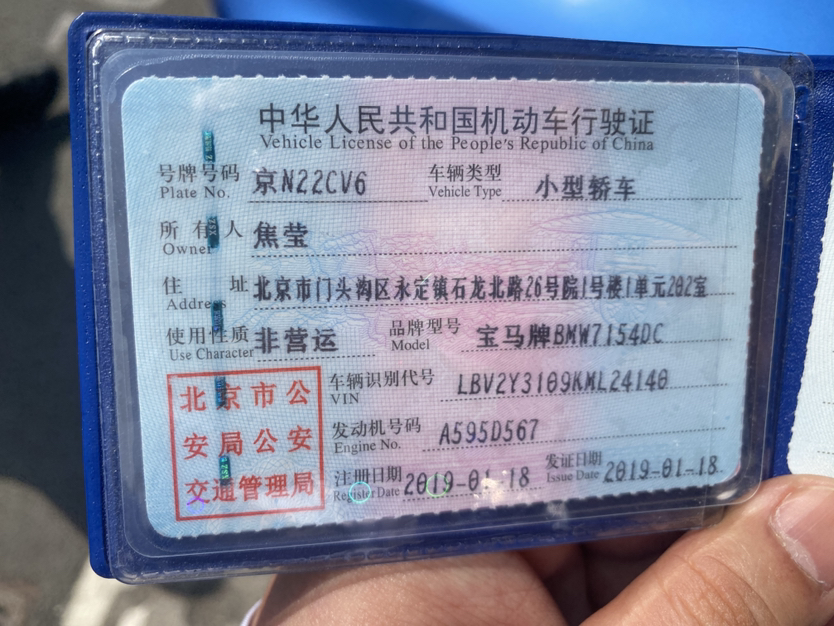 中华人民共和国机动车行驶证
Vehicle License of the People's Republic of China
号牌号码 京N22CV6 车辆类型 小型轿车
Plate No. Vehicle Type
所有人 焦莹
Owner
住 址 北京市门头沟区永定镇石龙北路26号院1号楼1单元202室
Address
使用性质 非营运 品牌型号 宝马牌BMW7154DC
Use Character Model
车辆识别代号 LBV2Y3109KML24140
VIN
发动机号码 A595D567
Engine No.
注册日期 2019-01-18 发证日期 2019-01-18
Register Date Issue Date
北京市公
安局公安
交通管理局